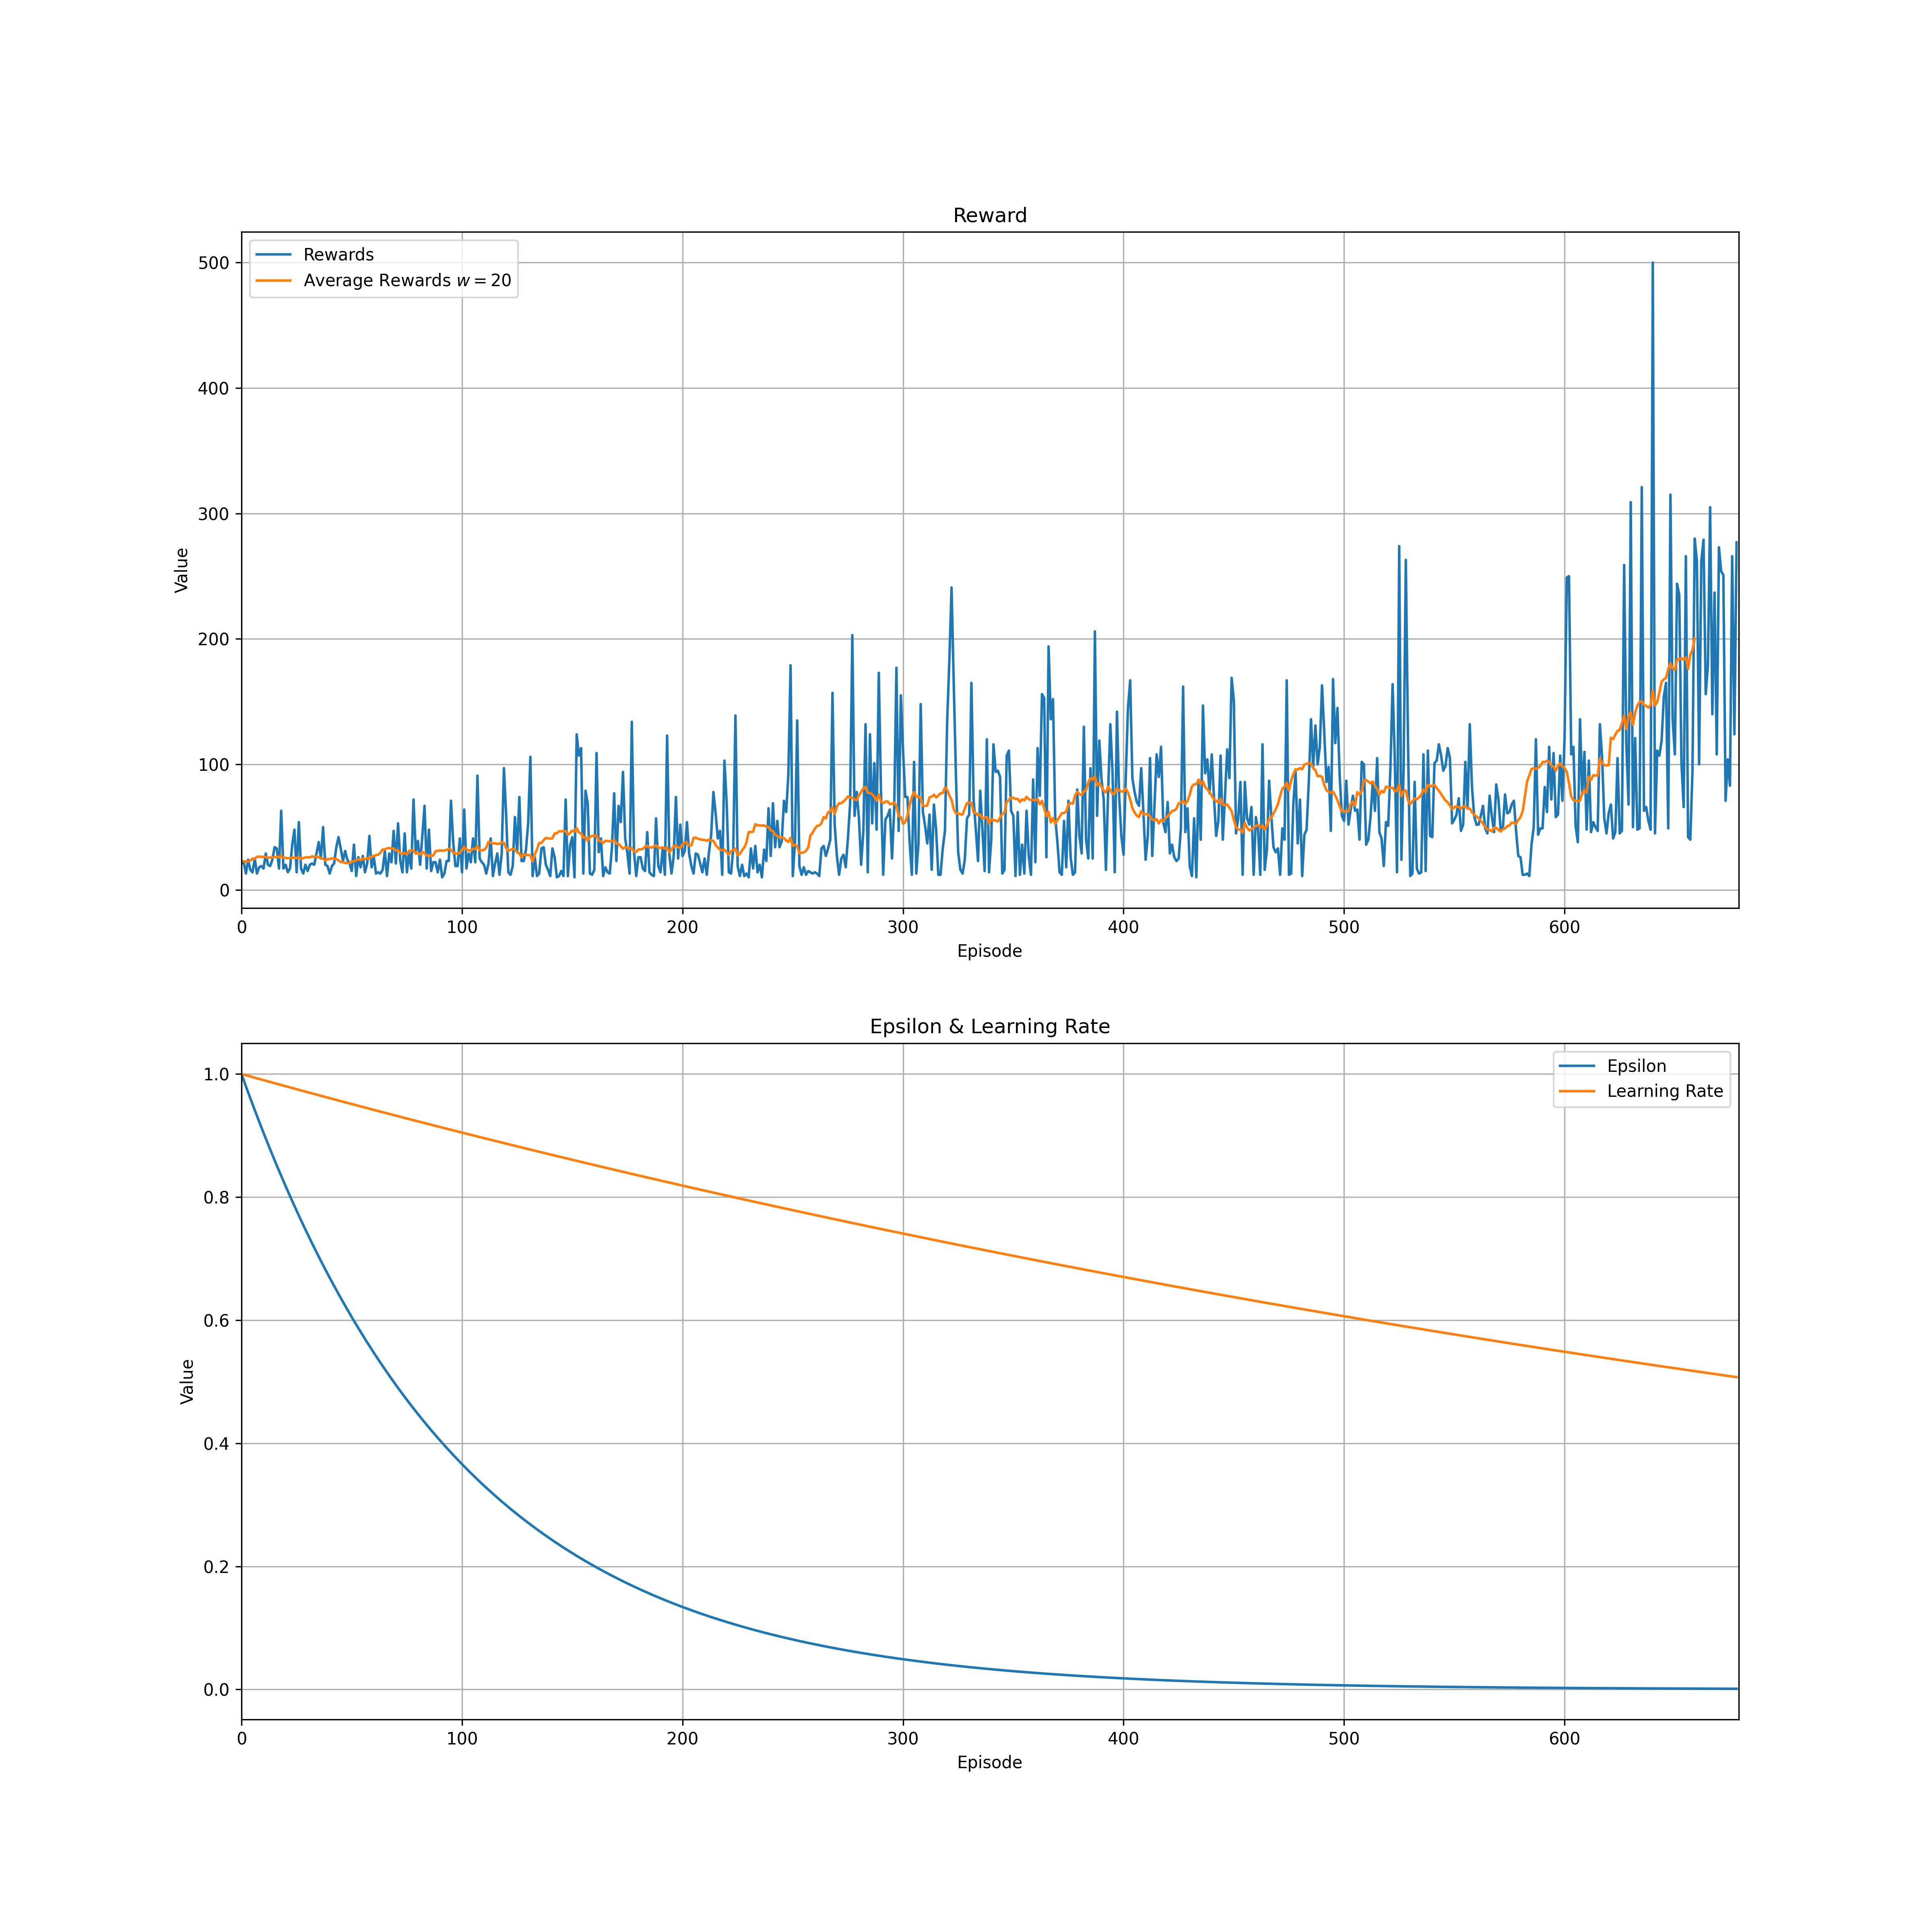 Reward
Rewards
Average Rewards w = 20
500
400
300
200
100
0
Value
0 100 200 300 400 500 600
Episode
Epsilon & Learning Rate
Epsilon
Learning Rate
1.0
0.8
0.6
0.4
0.2
0.0
Value
0 100 200 300 400 500 600
Episode